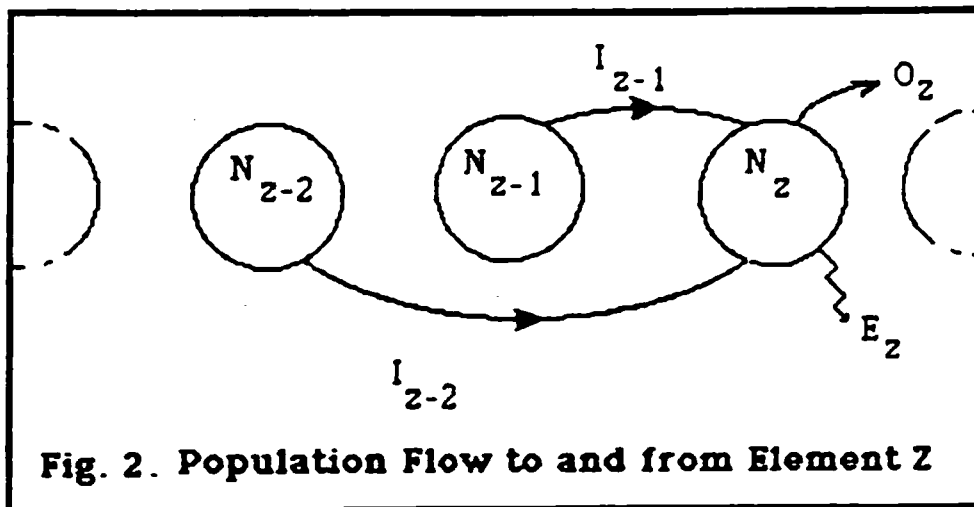 I z-1
O z
N z-2
N z-1
N z
E z
I z-2
Fig. 2. Population Flow to and from Element Z